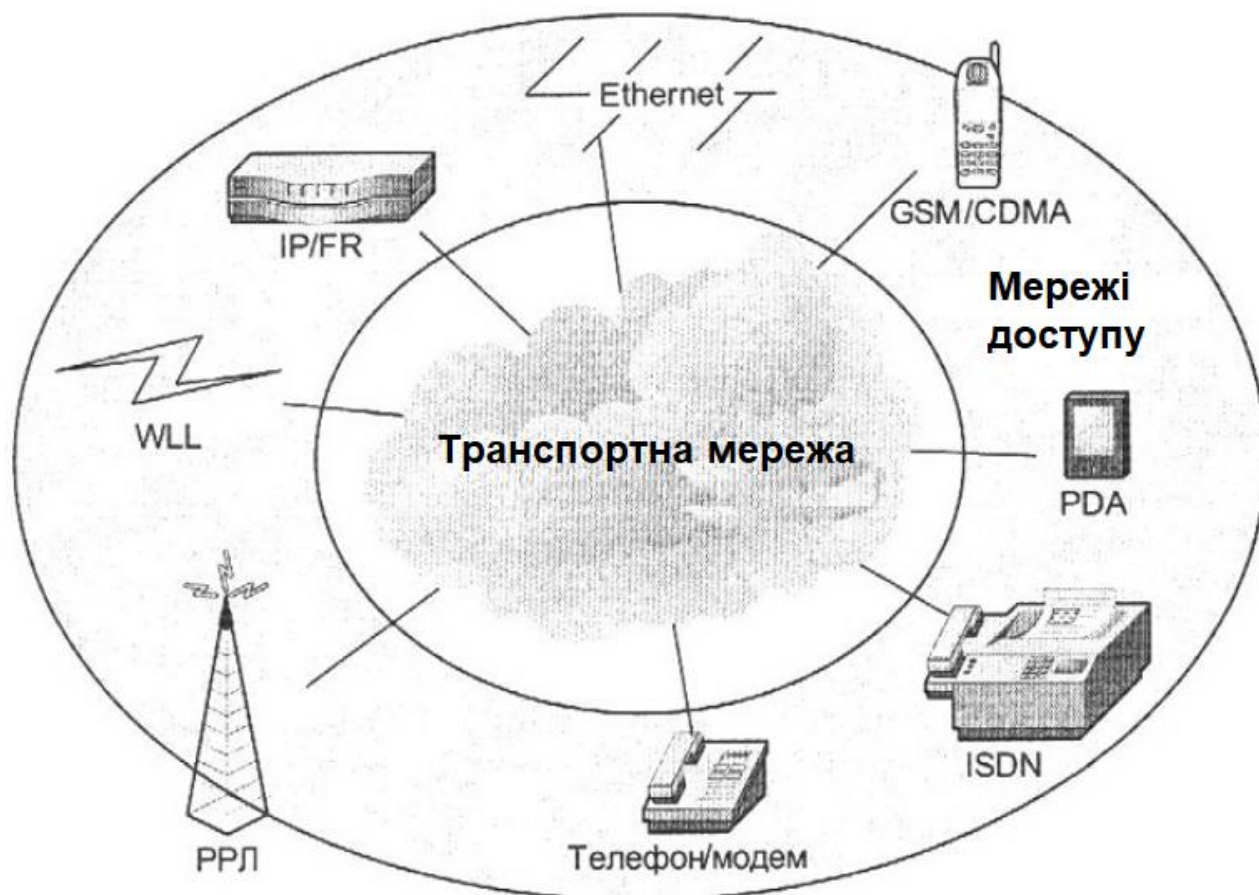 Ethernet
GSM/CDMA
IP/FR
Мережі
доступу
WLL
Транспортна мережа
PDA
ISDN
Телефон/модем
РРЛ